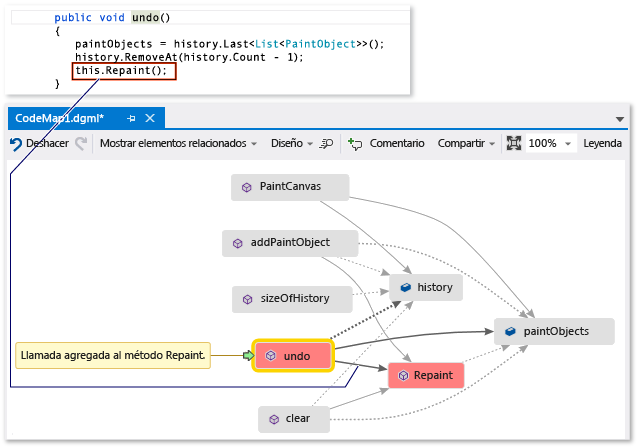 public void undo()
{
paintObjects = history.Last<List<PaintObject>>();
history.RemoveAt(history.Count - 1);
this.Repaint();
}
CodeMap1.dgml*
Deshacer Mostrar elementos relacionados Diseño Comentario Compartir 100% Leyenda
PaintCanvas
addPaintObject
history
sizeOfHistory
paintObjects
Llamada agregada al método Repaint.
undo
Repaint
clear